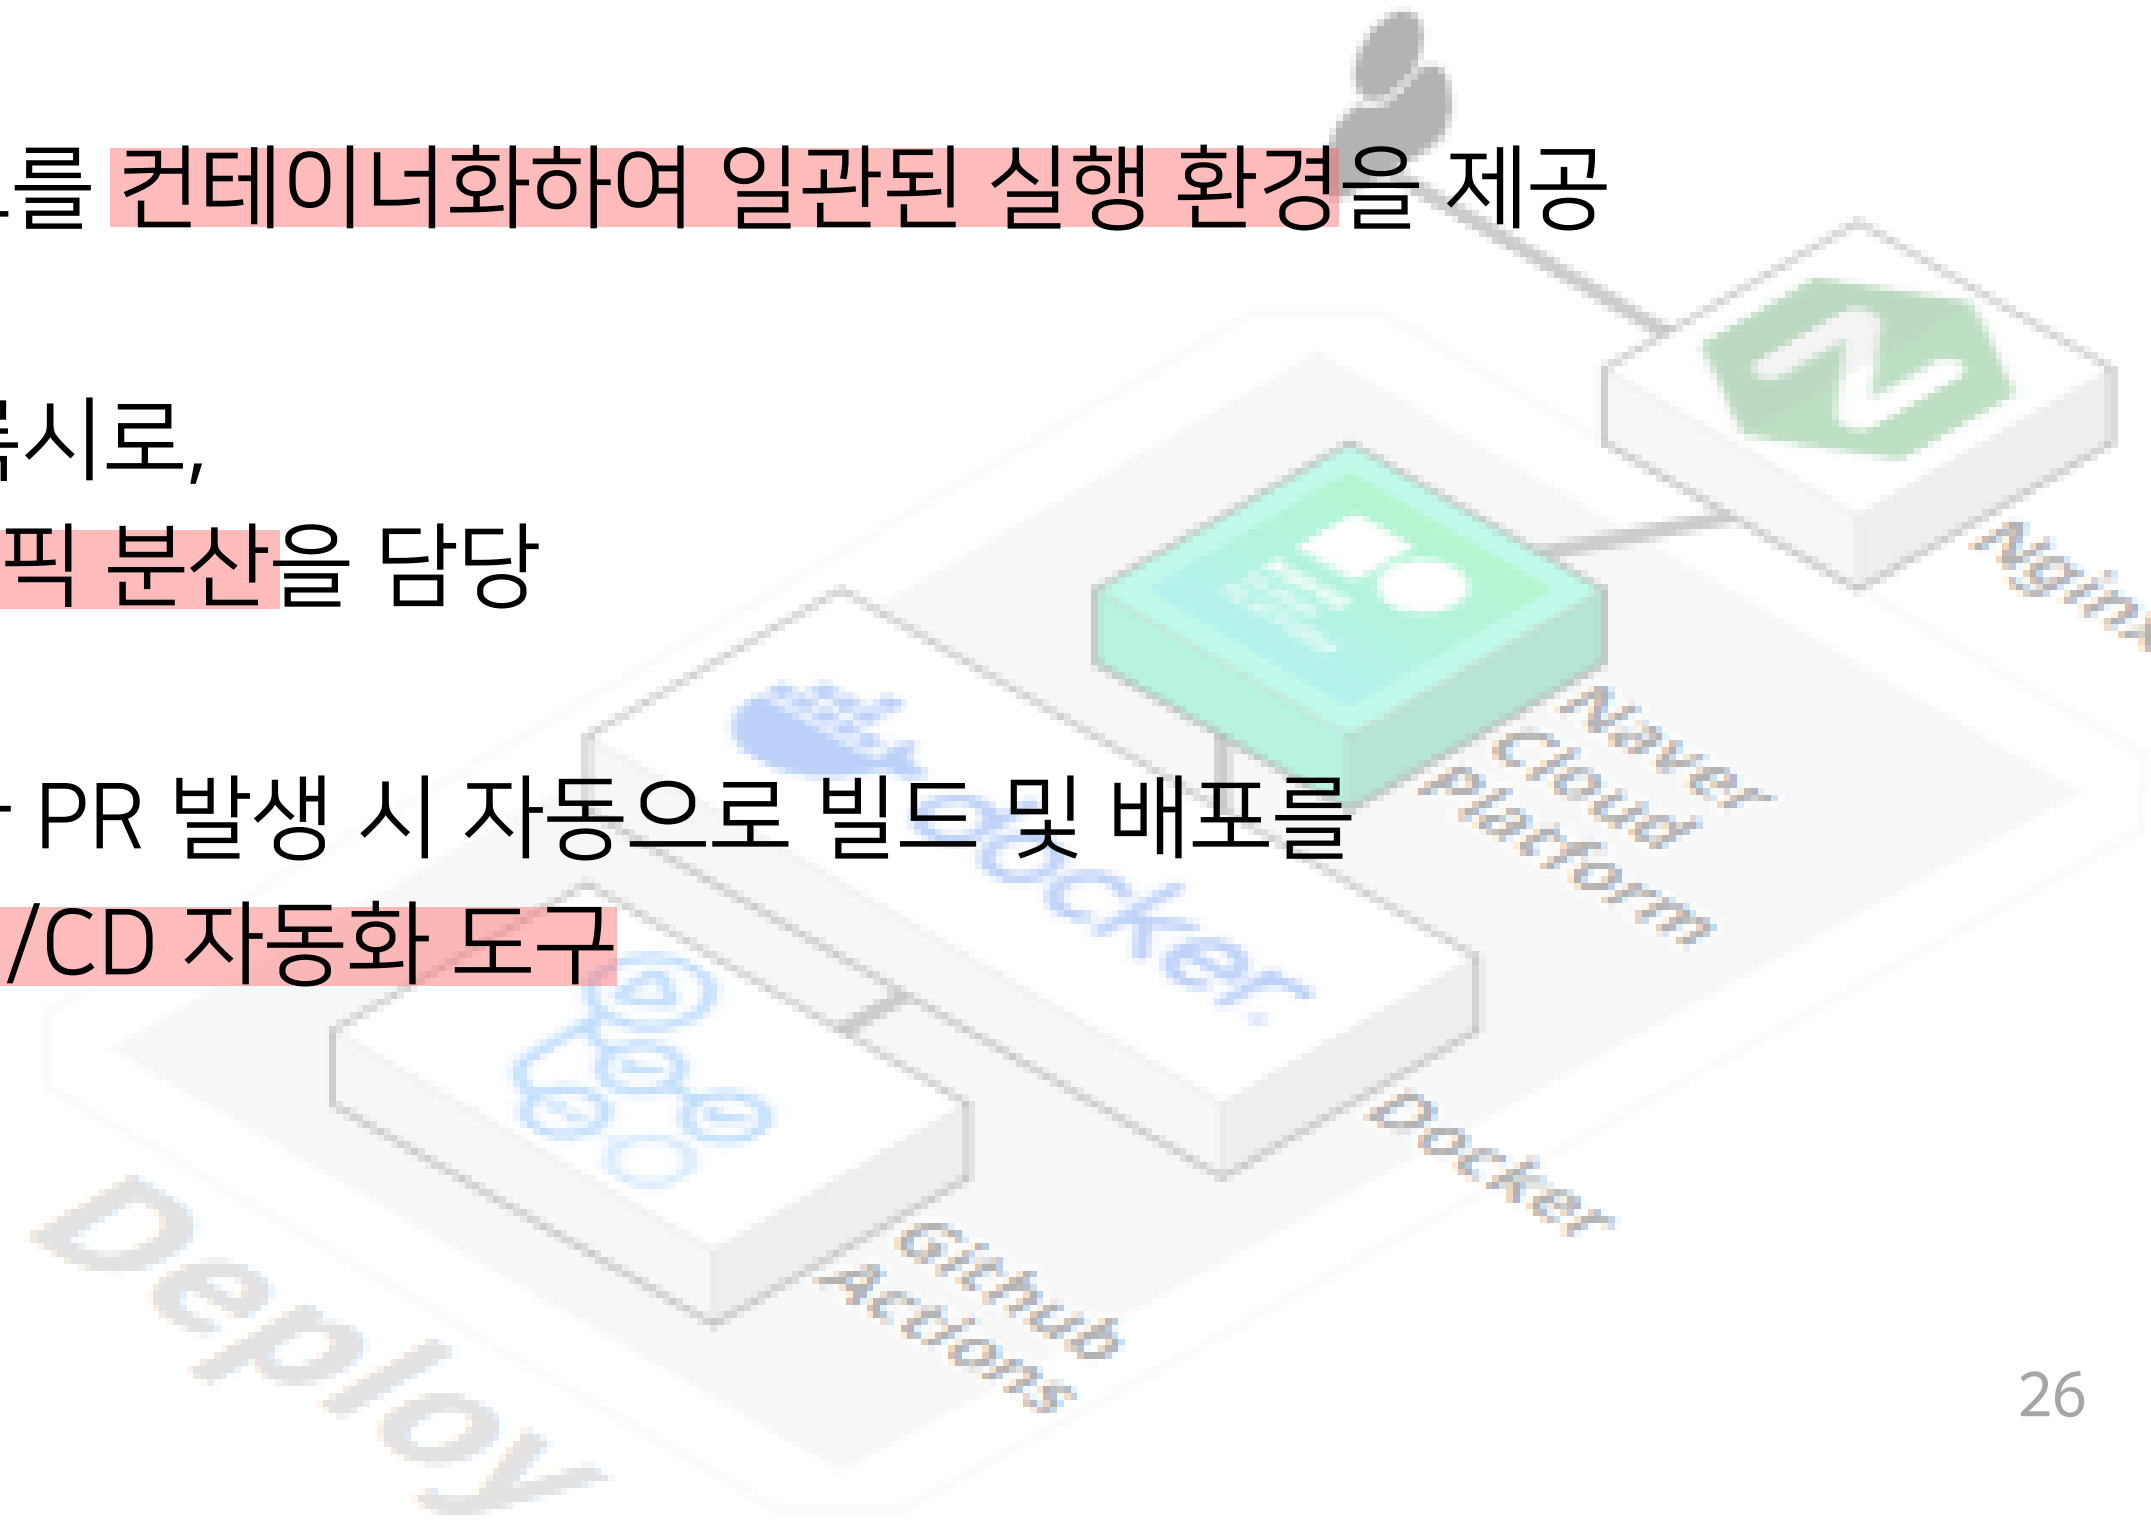 를 컨테이너화하여 일관된 실행 환경을 제공
시로,
픽 분산을 담당
PR 발생 시 자동으로 빌드 및 배포를
/CD 자동화 도구
Nginx
Naver
Cloud
Platform
docker.
Docker
Github
Actions
Deploy
26